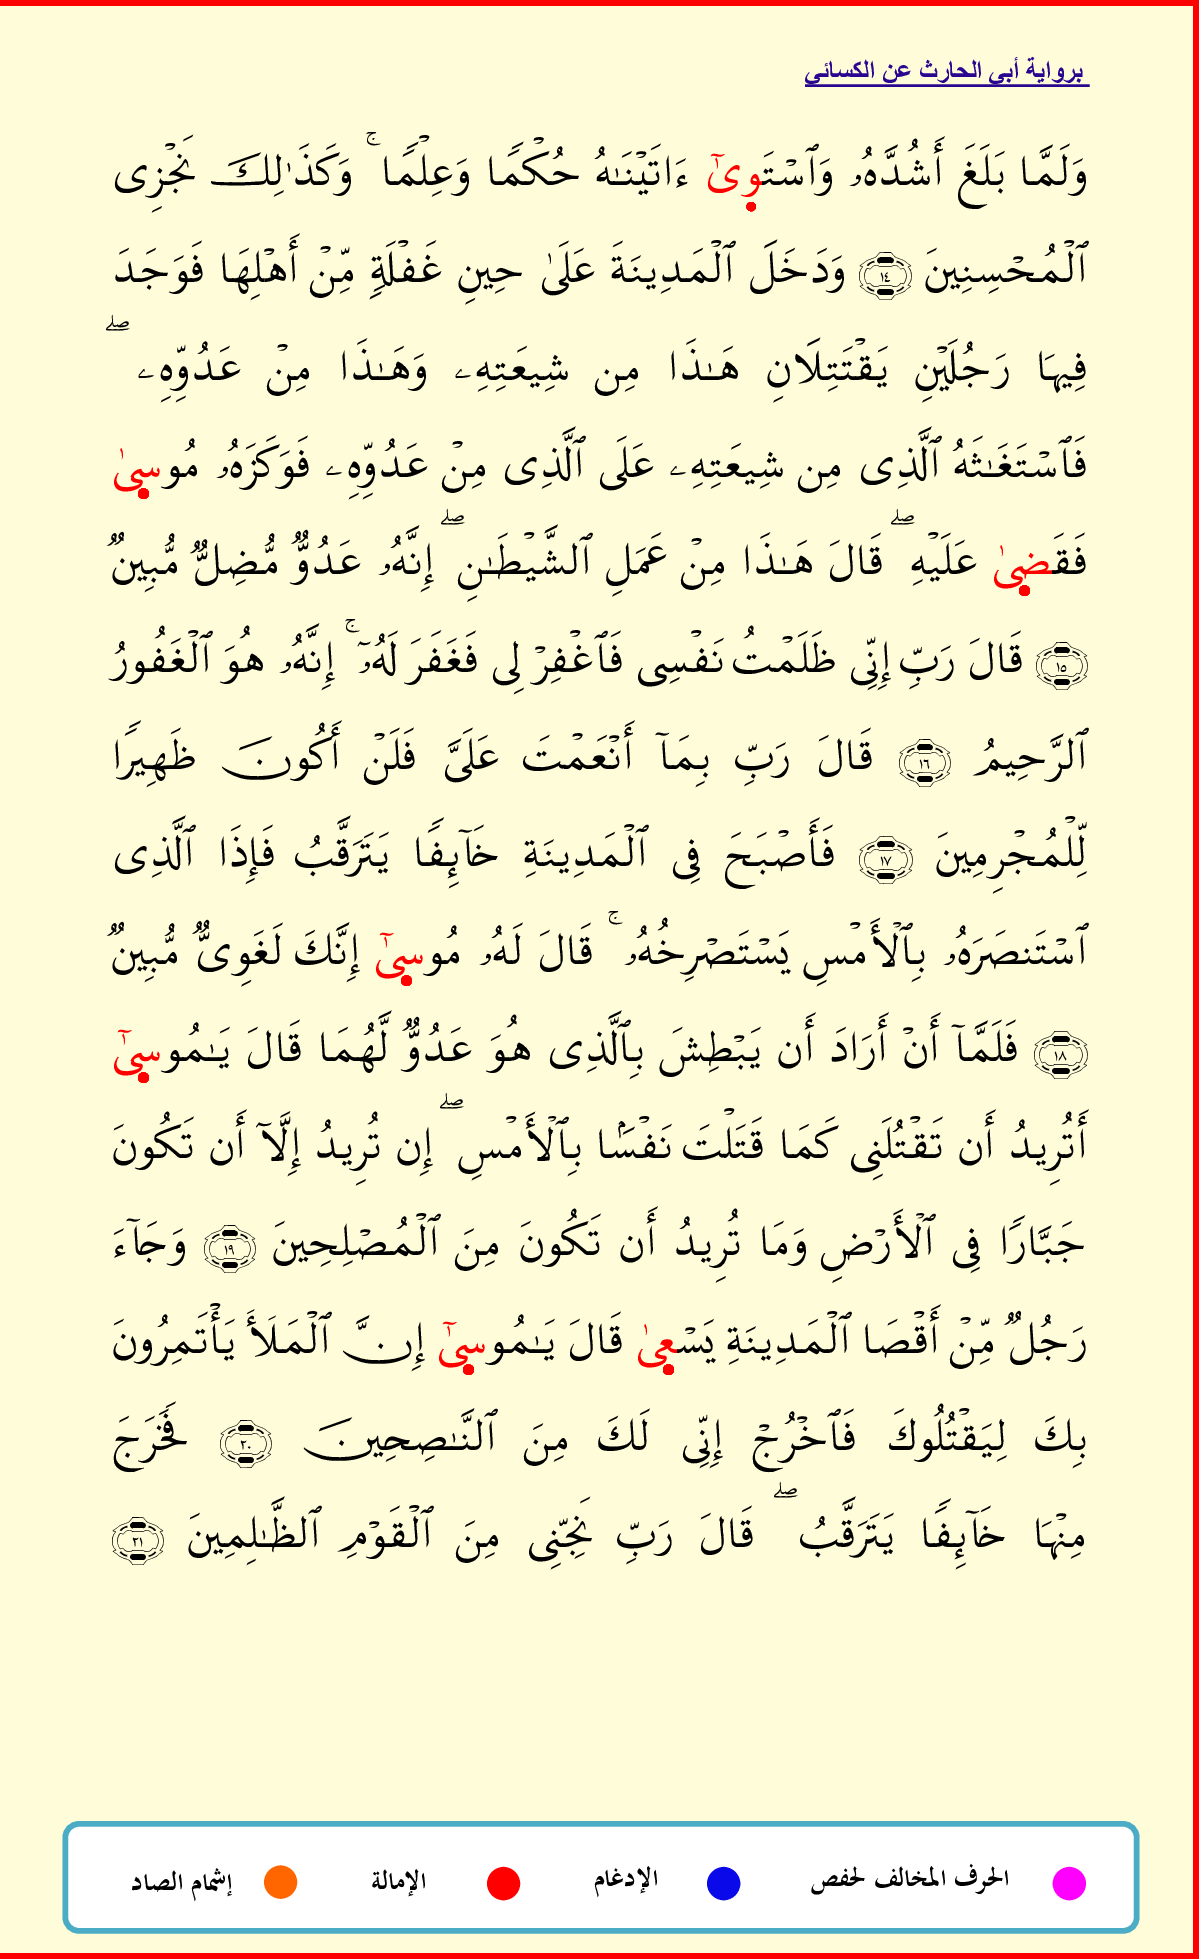 برواية أبي الحارث عن الكسائي
وَلَمَّا بَلَغَ أَشُدَّهُۥ وَٱسۡتَوِىٰٓ ءَاتَيۡنَـٰهُ حُكۡمًا وَعِلۡمًا ۚ وَكَذَٰلِكَ نَجۡزِى
ٱلۡمُحۡسِنِينَ ١٤ وَدَخَلَ ٱلۡمَدِينَةَ عَلَىٰ حِينِ غَفۡلَةٍ مِّنۡ أَهۡلِهَا فَوَجَدَ
فِيهَا رَجُلَيۡنِ يَقۡتَتِلَانِ هَـٰذَا مِن شِيعَتِهِۦ وَهَـٰذَا مِنۡ عَدُوِّهِۦ ۖ
فَٱسۡتَغَـٰثَهُ ٱلَّذِى مِن شِيعَتِهِۦ عَلَى ٱلَّذِى مِنۡ عَدُوِّهِۦ فَوَكَزَهُۥ مُوسِىٰ
فَقَضِىٰ عَلَيۡهِ ۖ قَالَ هَـٰذَا مِنۡ عَمَلِ ٱلشَّيۡطَـٰنِ ۖ إِنَّهُۥ عَدُوٌّ مُّضِلٌّ مُّبِينٌ
١٥ قَالَ رَبِّ إِنِّى ظَلَمۡتُ نَفۡسِى فَٱغۡفِرۡ لِى فَغَفَرَ لَهُۥٓ ۚ إِنَّهُۥ هُوَ ٱلۡغَفُورُ
ٱلرَّحِيمُ ١٦ قَالَ رَبِّ بِمَآ أَنۡعَمۡتَ عَلَىَّ فَلَنۡ أَكُونَ ظَهِيرًا
لِّلۡمُجۡرِمِينَ ١٧ فَأَصۡبَحَ فِى ٱلۡمَدِينَةِ خَآئِفًا يَتَرَقَّبُ فَإِذَا ٱلَّذِى
ٱسۡتَنصَرَهُۥ بِٱلۡأَمۡسِ يَسۡتَصۡرِخُهُۥ ۚ قَالَ لَهُۥ مُوسِىٰٓ إِنَّكَ لَغَوِىٌّ مُّبِينٌ
١٨ فَلَمَّآ أَنۡ أَرَادَ أَن يَبۡطِشَ بِٱلَّذِى هُوَ عَدُوٌّ لَّهُمَا قَالَ يَـٰمُوسِىٰٓ
أَتُرِيدُ أَن تَقۡتُلَنِى كَمَا قَتَلۡتَ نَفۡسَۢا بِٱلۡأَمۡسِ ۖ إِن تُرِيدُ إِلَّآ أَن تَكُونَ
جَبَّارًا فِى ٱلۡأَرۡضِ وَمَا تُرِيدُ أَن تَكُونَ مِنَ ٱلۡمُصۡلِحِينَ ١٩ وَجَآءَ
رَجُلٌ مِّنۡ أَقۡصَا ٱلۡمَدِينَةِ يَسۡعِىٰ قَالَ يَـٰمُوسِىٰٓ إِنَّ ٱلۡمَلَأَ يَأۡتَمِرُونَ
بِكَ لِيَقۡتُلُوكَ فَٱخۡرُجۡ إِنِّى لَكَ مِنَ ٱلنَّـٰصِحِينَ ٢٠ فَخَرَجَ
مِنۡهَا خَآئِفًا يَتَرَقَّبُ ۖ قَالَ رَبِّ نَجِّنِى مِنَ ٱلۡقَوۡمِ ٱلظَّـٰلِمِينَ ٢١
الحرف المخالف لحفص الإدغام الإمالة إشمام الصاد